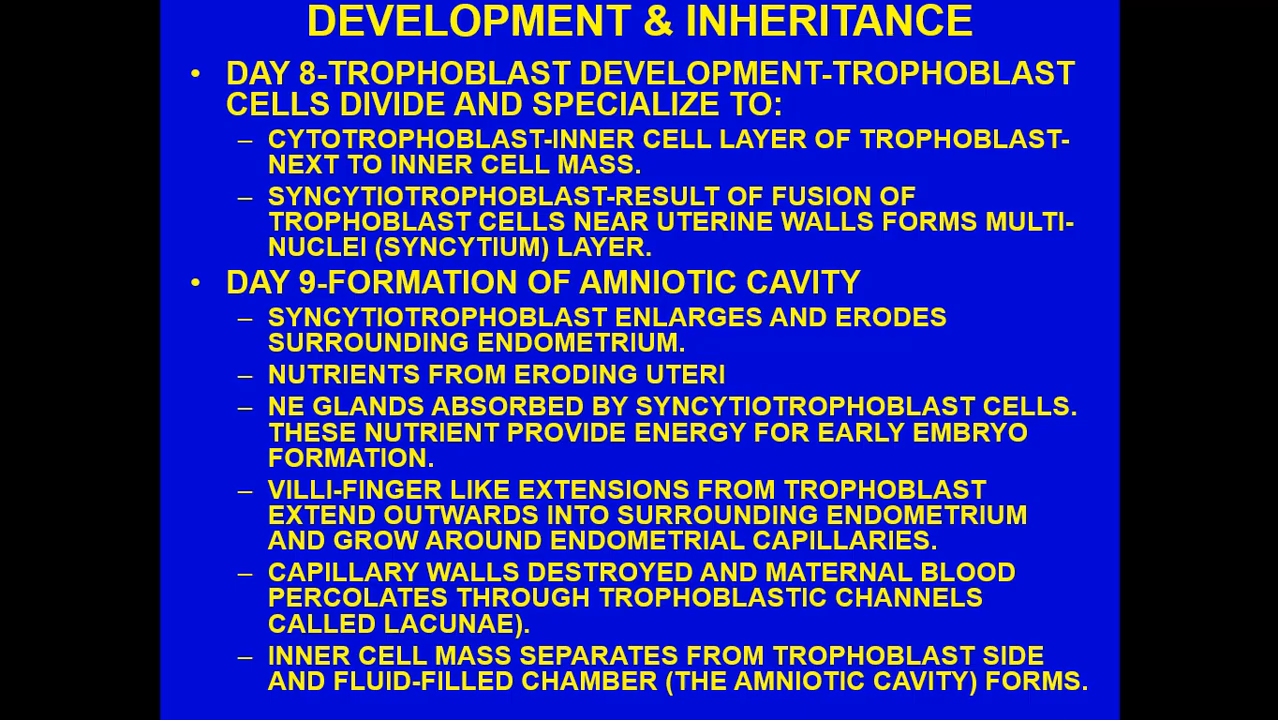 DEVELOPMENT & INHERITANCE
• DAY 8-TROPHOBLAST DEVELOPMENT-TROPHOBLAST
CELLS DIVIDE AND SPECIALIZE TO:
– CYTOTROPHOBLAST-INNER CELL LAYER OF TROPHOBLAST-
NEXT TO INNER CELL MASS.
– SYNCYTIOTROPHOBLAST-RESULT OF FUSION OF
TROPHOBLAST CELLS NEAR UTERINE WALLS FORMS MULTI-
NUCLEI (SYNCYTIUM) LAYER.
• DAY 9-FORMATION OF AMNIOTIC CAVITY
– SYNCYTIOTROPHOBLAST ENLARGES AND ERODES
SURROUNDING ENDOMETRIUM.
– NUTRIENTS FROM ERODING UTERI
– NE GLANDS ABSORBED BY SYNCYTIOTROPHOBLAST CELLS.
THESE NUTRIENT PROVIDE ENERGY FOR EARLY EMBRYO
FORMATION.
– VILLI-FINGER LIKE EXTENSIONS FROM TROPHOBLAST
EXTEND OUTWARDS INTO SURROUNDING ENDOMETRIUM
AND GROW AROUND ENDOMETRIAL CAPILLARIES.
– CAPILLARY WALLS DESTROYED AND MATERNAL BLOOD
PERCOLATES THROUGH TROPHOBLASTIC CHANNELS
CALLED LACUNAE).
– INNER CELL MASS SEPARATES FROM TROPHOBLAST SIDE
AND FLUID-FILLED CHAMBER (THE AMNIOTIC CAVITY) FORMS.